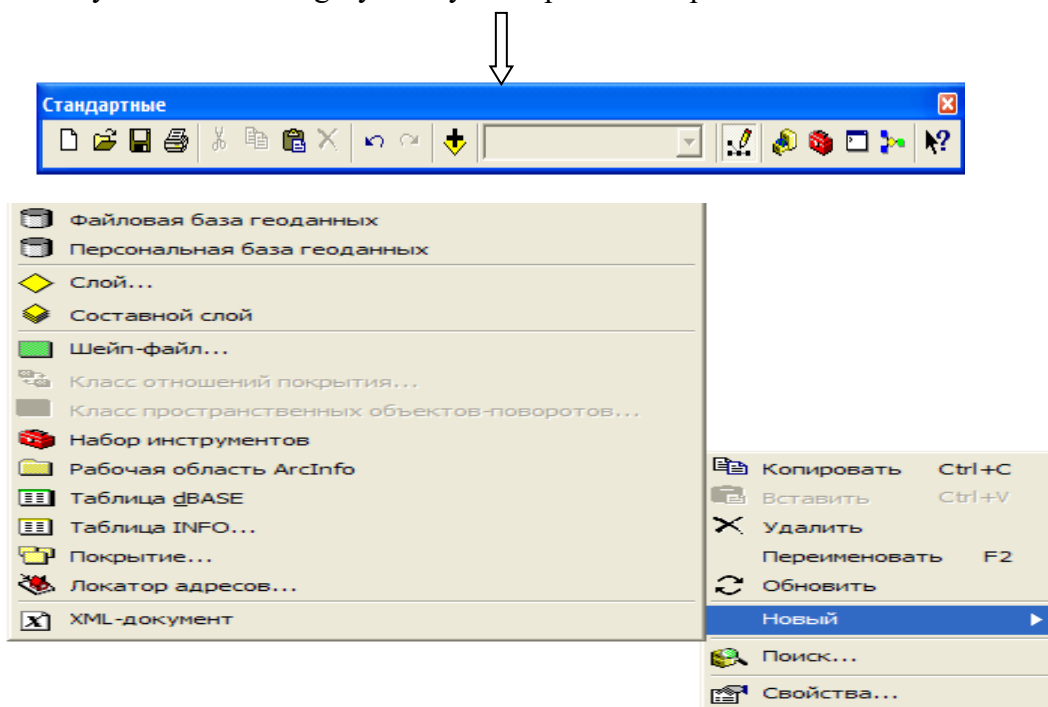 Стандартные
Файловая база геоданных
Персональная база геоданных
Слой...
Составной слой
Шейп-файл...
Класс отношений покрытия...
Класс пространственных объектов-поворотов...
Набор инструментов
Рабочая область ArcInfo
Таблица dBASE
Таблица INFO...
Покрытие...
Локатор адресов...
XML-документ
Копировать Ctrl+C
Вставить Ctrl+V
Удалить
Переименовать F2
Обновить
Новый
Поиск...
Свойства...